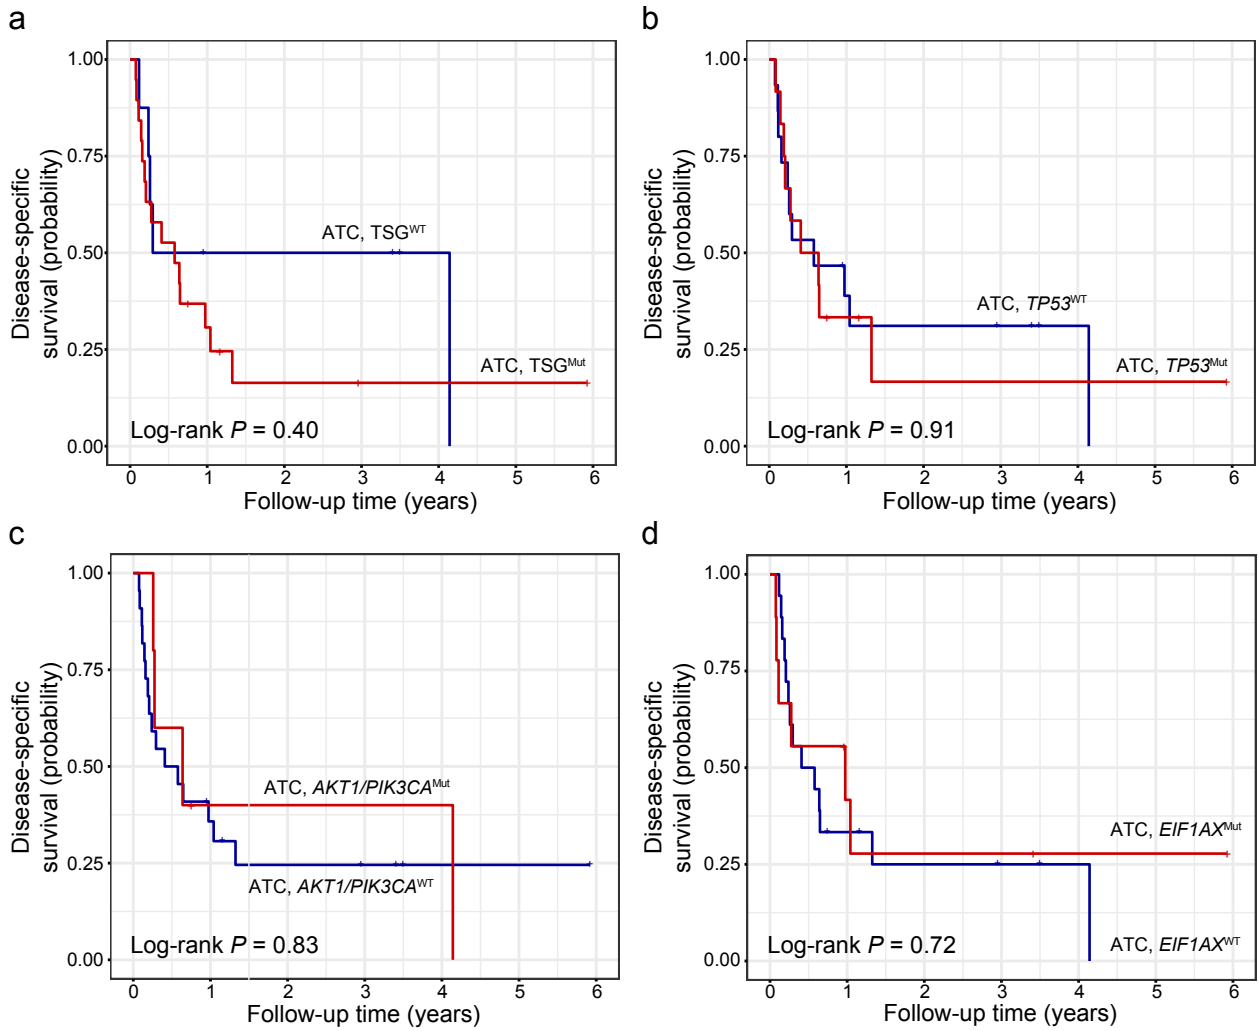 a
1.00
0.75
0.50
0.25
0.00
Disease-specific
survival (probability)
ATC, TSGWT
ATC, TSGMut
Log-rank P = 0.40
0 1 2 3 4 5 6
Follow-up time (years)
b
1.00
0.75
0.50
0.25
0.00
Disease-specific
survival (probability)
ATC, TP53WT
ATC, TP53Mut
Log-rank P = 0.91
0 1 2 3 4 5 6
Follow-up time (years)
c
1.00
0.75
0.50
0.25
0.00
Disease-specific
survival (probability)
ATC, AKT1/PIK3CAMut
ATC, AKT1/PIK3CAWT
Log-rank P = 0.83
0 1 2 3 4 5 6
Follow-up time (years)
d
1.00
0.75
0.50
0.25
0.00
Disease-specific
survival (probability)
ATC, EIF1AXMut
ATC, EIF1AXWT
Log-rank P = 0.72
0 1 2 3 4 5 6
Follow-up time (years)